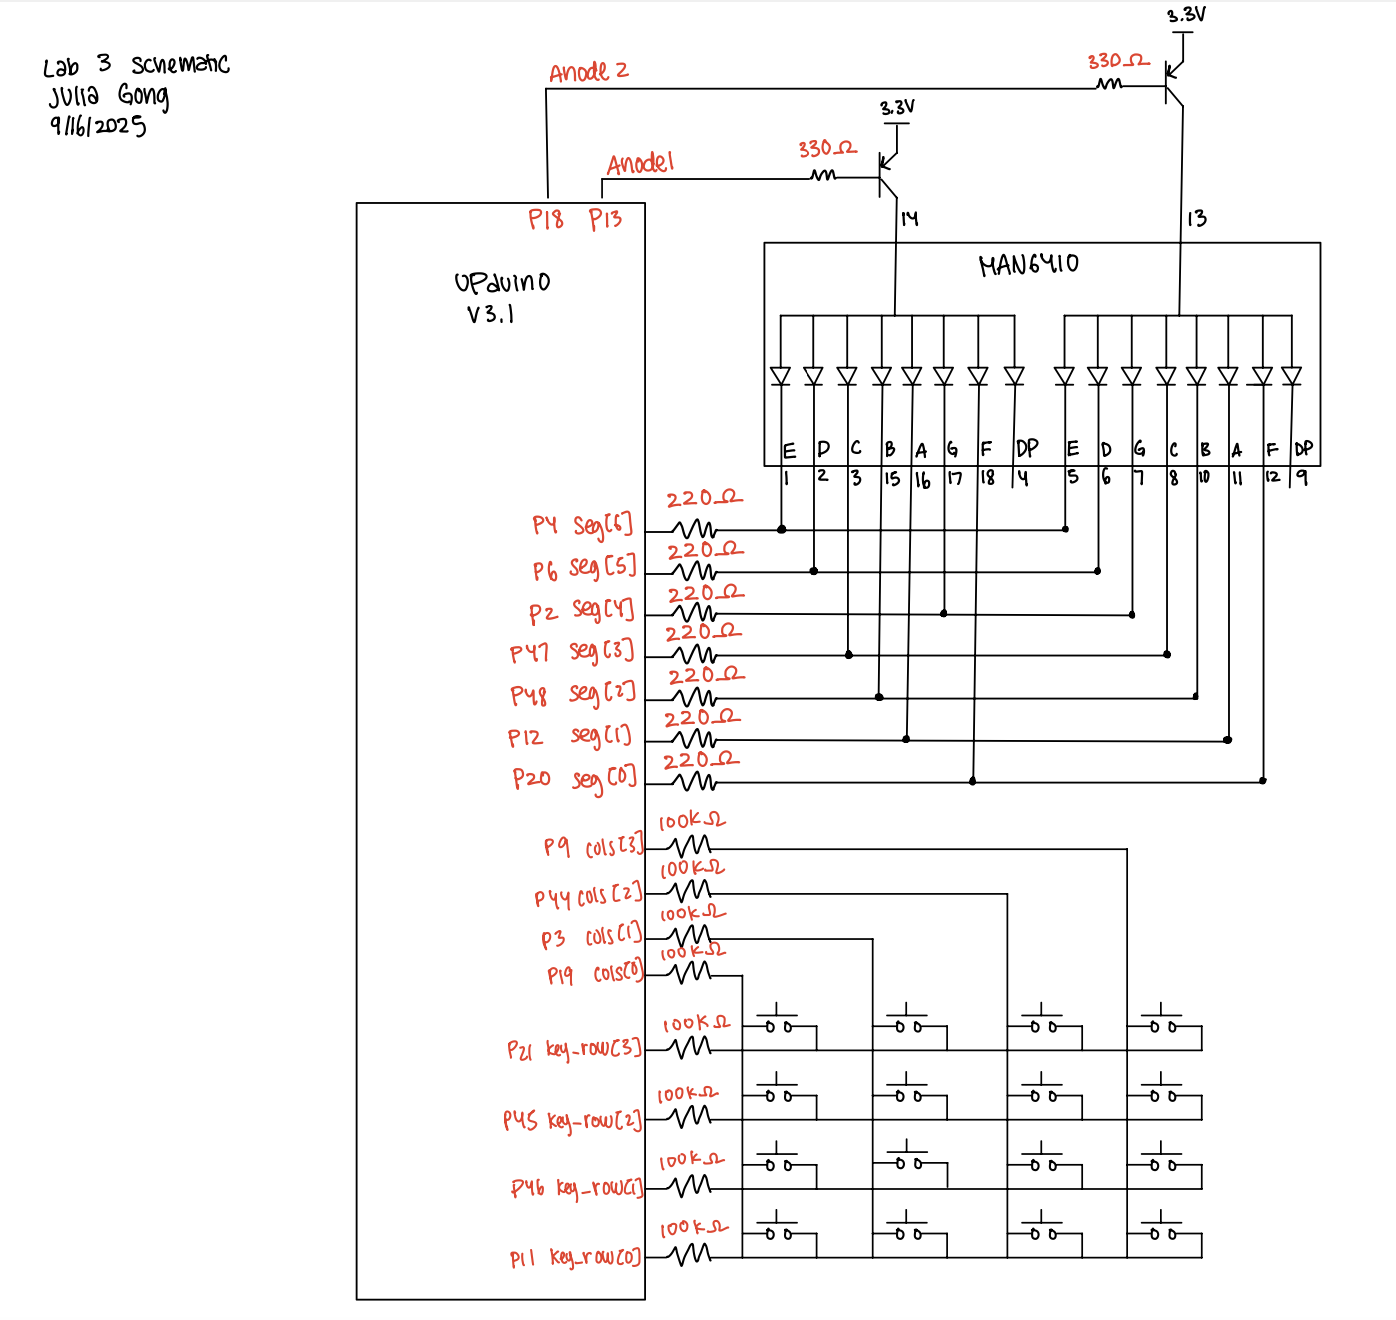 Lab 3 Schematic
Julia Gong
9/16/2025
3.3V
330Ω
Anode 2
3.3V
330Ω
Anode1
P18 P13
14
13
UPduino
V3.1
MAN6410
E D C B A G F DP E D G C B A F DP
1 2 3 15 16 17 18 4 5 6 7 8 10 11 12 9
220Ω
P4 Seg[6]
220Ω
P6 seg[5]
220Ω
P2 seg[4]
220Ω
P47 seg[3]
220Ω
P48 seg[2]
220Ω
P12 seg[1]
220Ω
P20 seg[0]
100kΩ
P9 cols[3]
100kΩ
P44 cols[2]
100kΩ
P3 cols[1]
100kΩ
P19 cols[0]
100kΩ
P21 key_row[3]
100kΩ
P45 key_row[2]
100kΩ
P46 key_row[1]
100kΩ
P11 key_row[0]